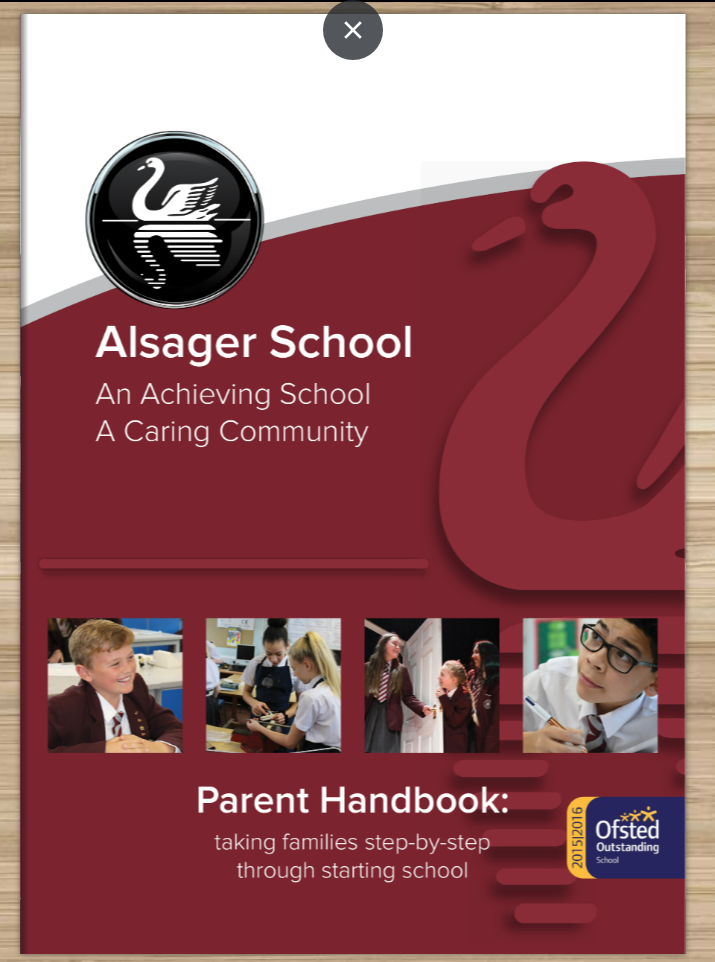 Alsager School
An Achieving School
A Caring Community
Parent Handbook:
taking families step-by-step
through starting school
2015|2016
Ofsted
Outstanding
School